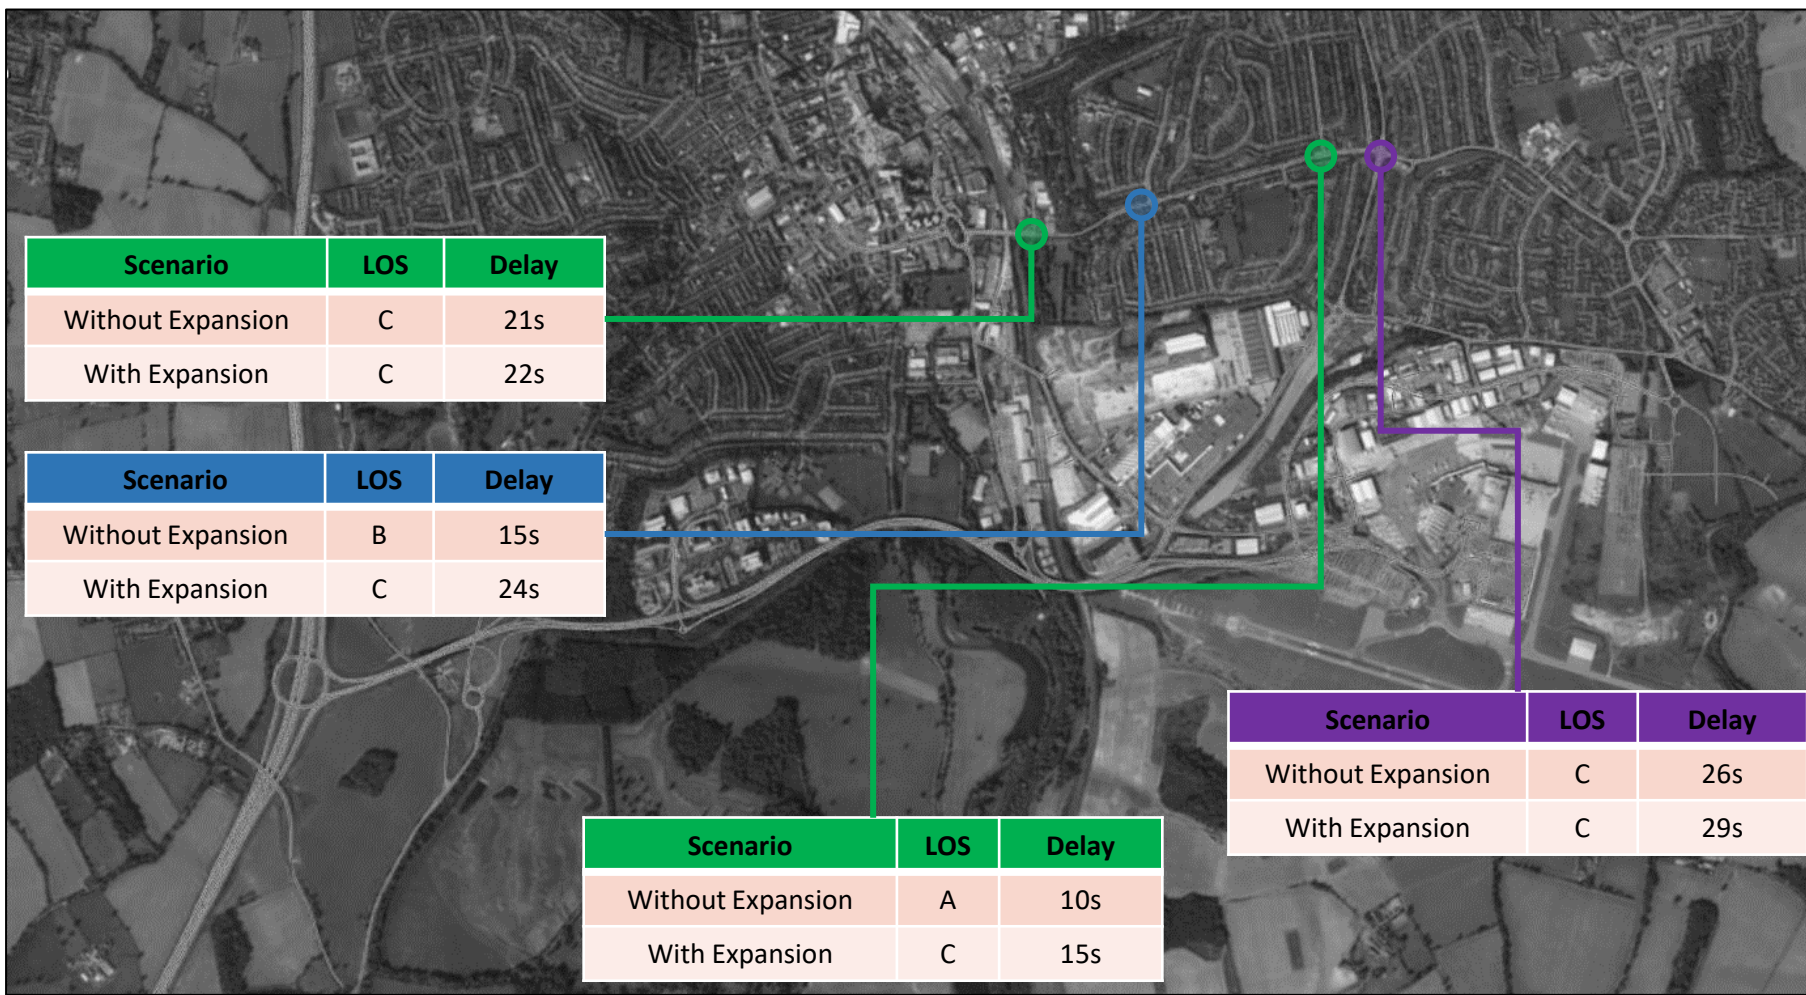 Scenario LOS Delay
Without Expansion C 21s
With Expansion C 22s
Scenario LOS Delay
Without Expansion B 15s
With Expansion C 24s
Scenario LOS Delay
Without Expansion C 26s
With Expansion C 29s
Scenario LOS Delay
Without Expansion A 10s
With Expansion C 15s